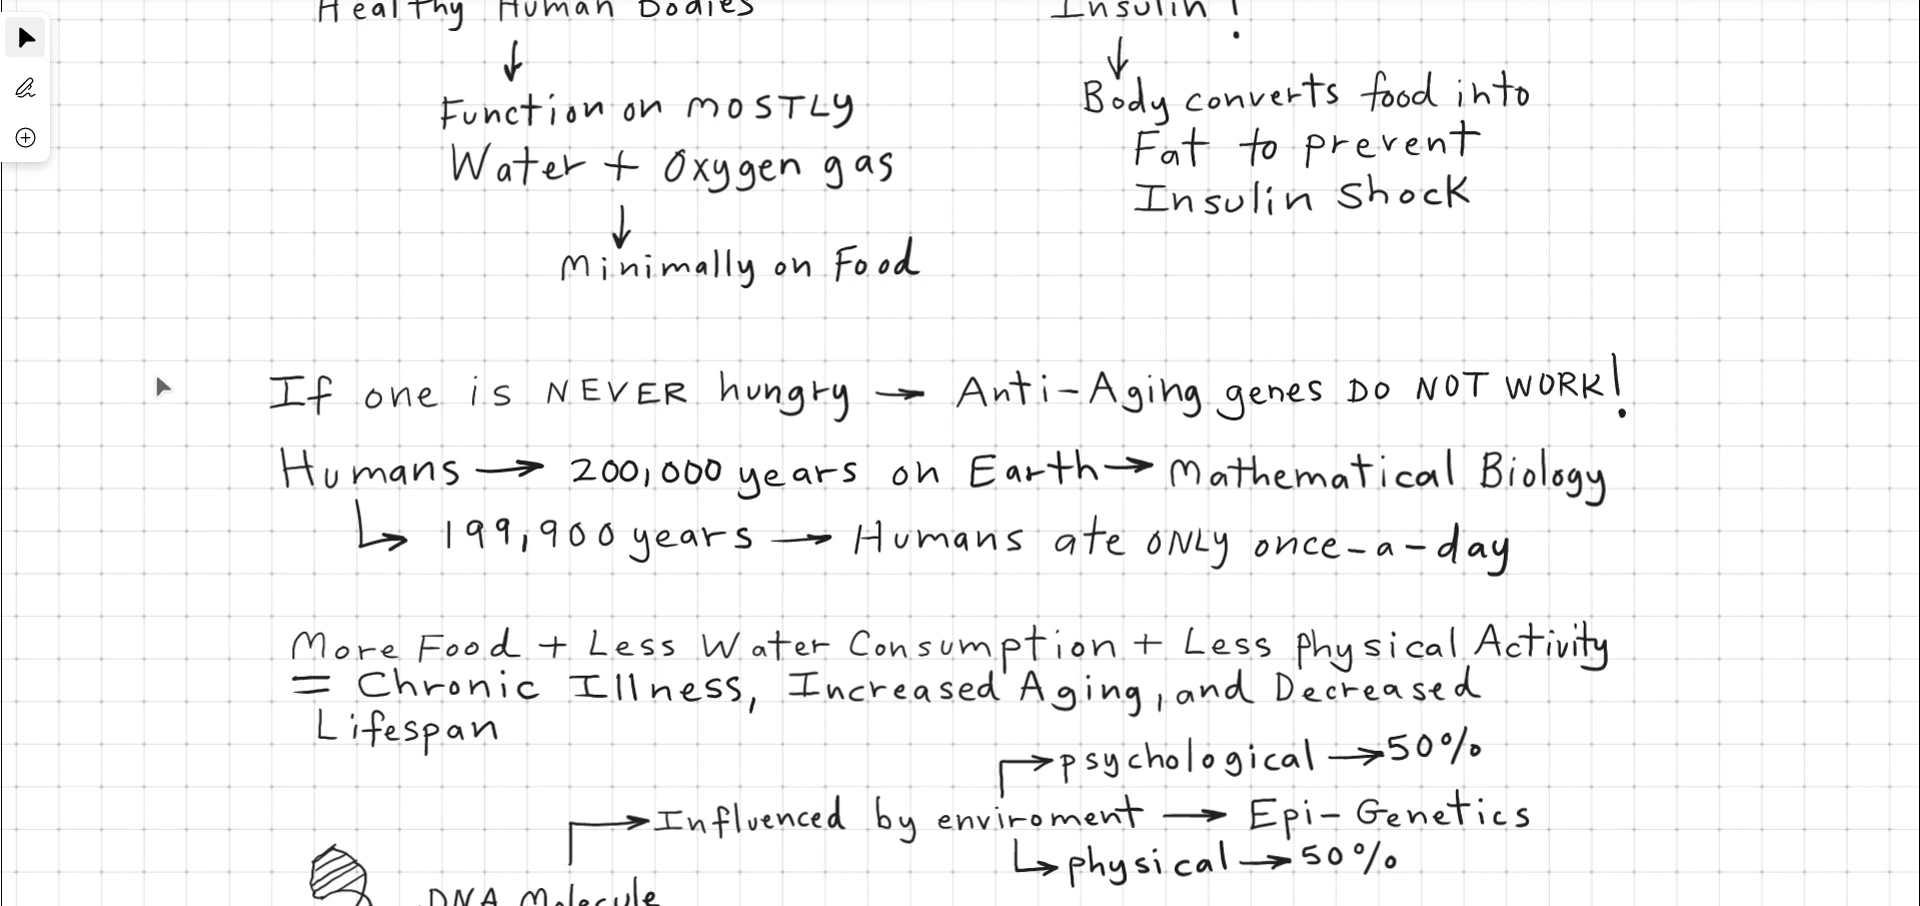 Healthy Human Bodies
↓
Function on MOSTLY
Water + Oxygen gas
↓
Minimally on Food
Insulin!
↓
Body converts food into
Fat to prevent
Insulin Shock
If one is NEVER hungry → Anti-Aging genes DO NOT WORK!
Humans → 200,000 years on Earth → Mathematical Biology
↳ 199,900 years → Humans ate ONLY once-a-day
More Food + Less Water Consumption + Less Physical Activity
= Chronic Illness, Increased Aging, and Decreased
Lifespan
→ psychological → 50%
→ Influenced by enviroment → Epi-Genetics
↳ physical → 50%
DNA Molecule